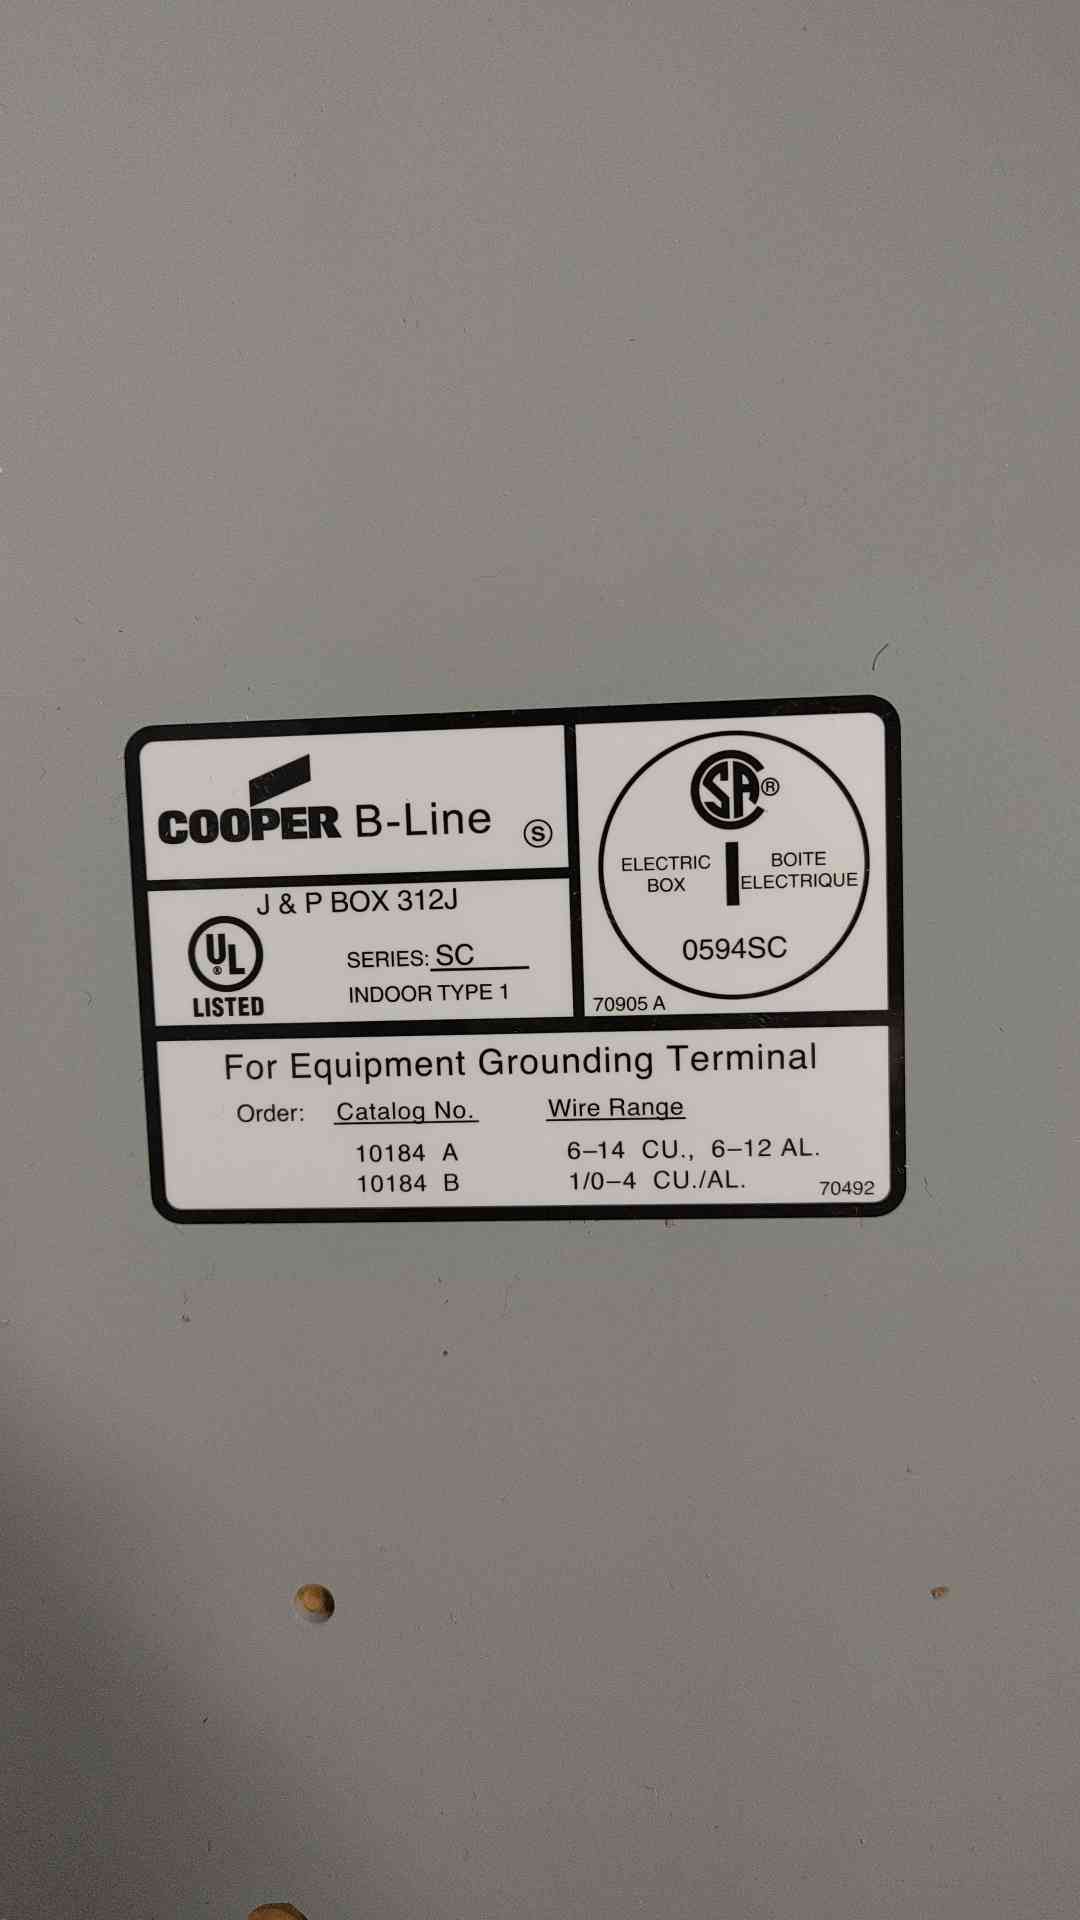 COOPER B-Line S
J & P BOX 312J
UL
®
LISTED
SERIES: SC
INDOOR TYPE 1
SA®
ELECTRIC BOX
BOITE ELECTRIQUE
0594SC
70905 A
For Equipment Grounding Terminal
Order: Catalog No. Wire Range
10184 A 6–14 CU., 6–12 AL.
10184 B 1/0–4 CU./AL.
70492